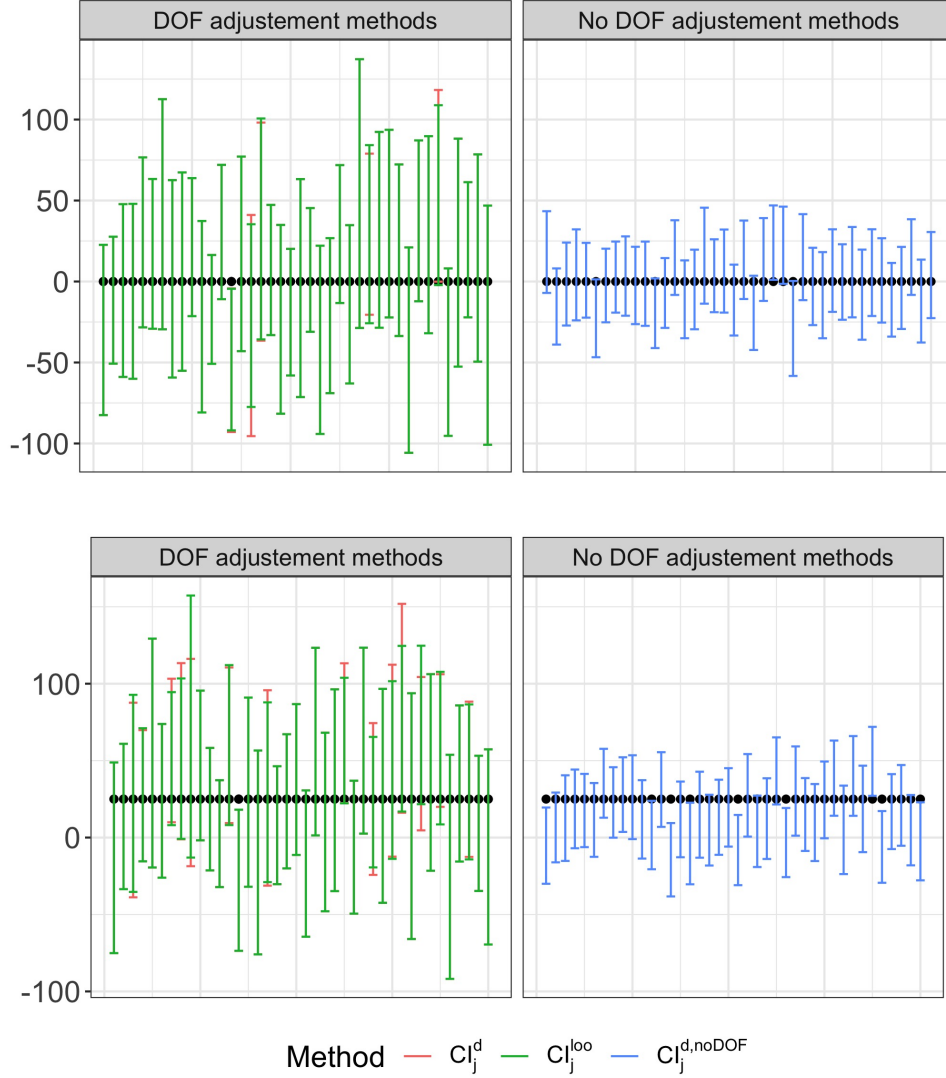 DOF adjustement methods No DOF adjustement methods
100
50
0
-50
-100
DOF adjustement methods No DOF adjustement methods
100
0
-100
Method CI_j^d CI_j^loo CI_j^d,noDOF